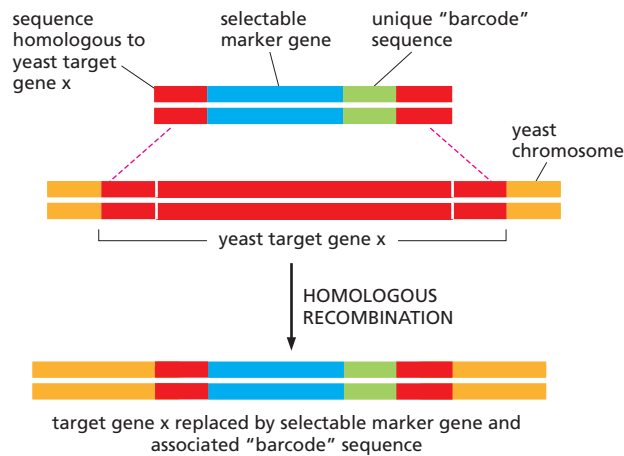 sequence
homologous to
yeast target
gene x
selectable
marker gene
unique “barcode”
sequence
yeast
chromosome
yeast target gene x
HOMOLOGOUS
RECOMBINATION
target gene x replaced by selectable marker gene and
associated “barcode” sequence